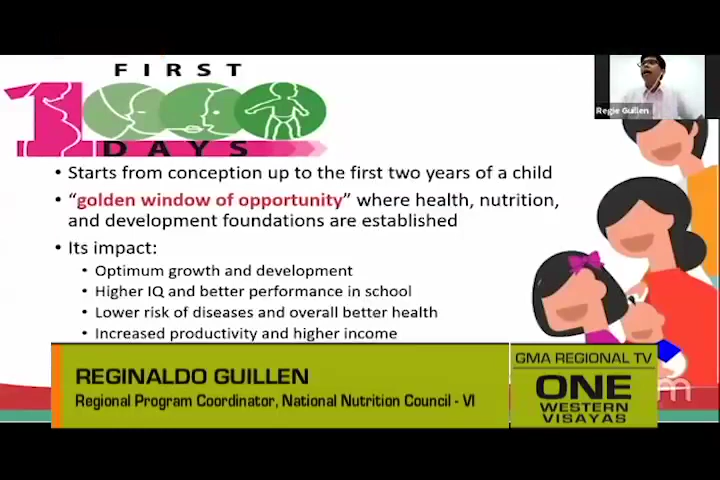 FIRST
1000
DAYS
Regie Guillen
• Starts from conception up to the first two years of a child
• “golden window of opportunity” where health, nutrition,
and development foundations are established
• Its impact:
• Optimum growth and development
• Higher IQ and better performance in school
• Lower risk of diseases and overall better health
• Increased productivity and higher income
REGINALDO GUILLEN
Regional Program Coordinator, National Nutrition Council - VI
GMA REGIONAL TV
ONE
WESTERN
VISAYAS